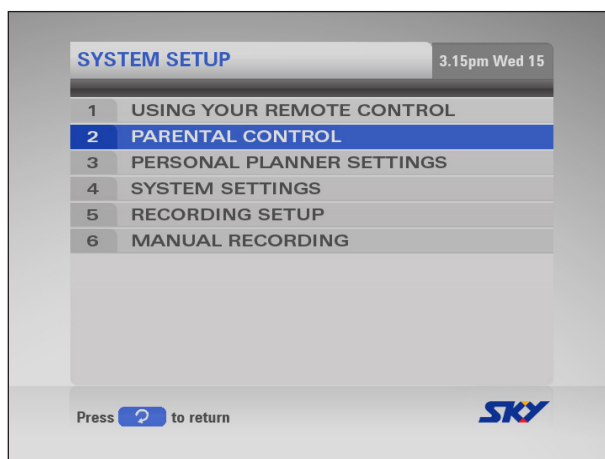 SYSTEM SETUP 3.15pm Wed 15
1 USING YOUR REMOTE CONTROL
2 PARENTAL CONTROL
3 PERSONAL PLANNER SETTINGS
4 SYSTEM SETTINGS
5 RECORDING SETUP
6 MANUAL RECORDING
Press to return SKY